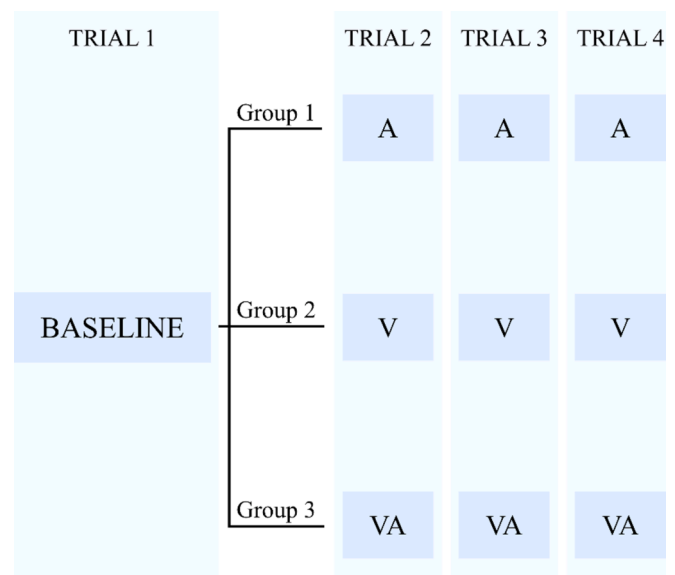 TRIAL 1 TRIAL 2 TRIAL 3 TRIAL 4
Group 1
A A A
Group 2
BASELINE V V V
Group 3
VA VA VA